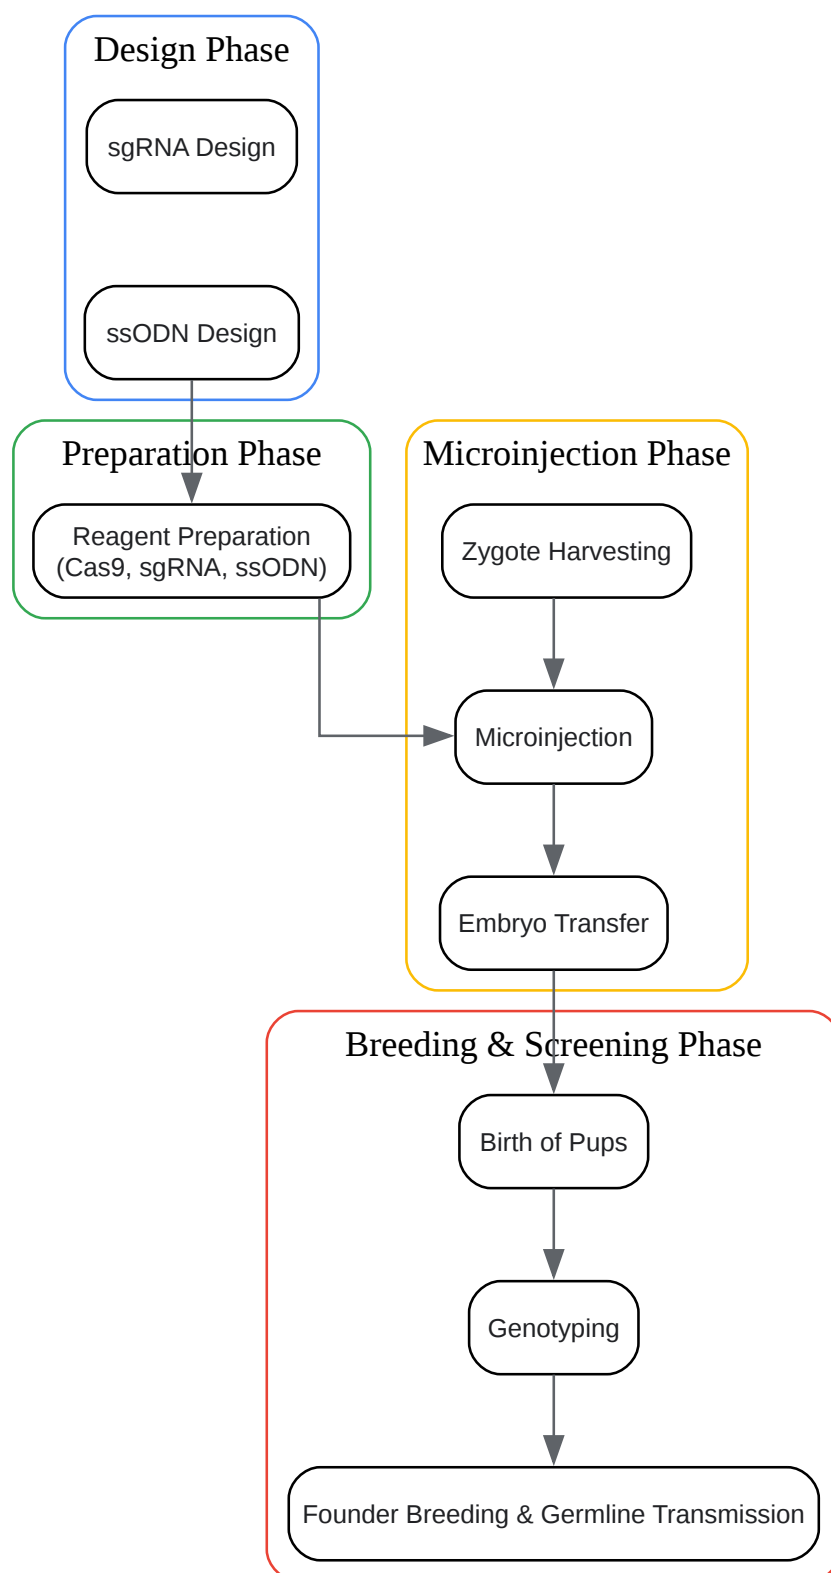 Design Phase
sgRNA Design
ssODN Design
Preparation Phase
Reagent Preparation
(Cas9, sgRNA, ssODN)
Microinjection Phase
Zygote Harvesting
Microinjection
Embryo Transfer
Breeding & Screening Phase
Birth of Pups
Genotyping
Founder Breeding & Germline Transmission